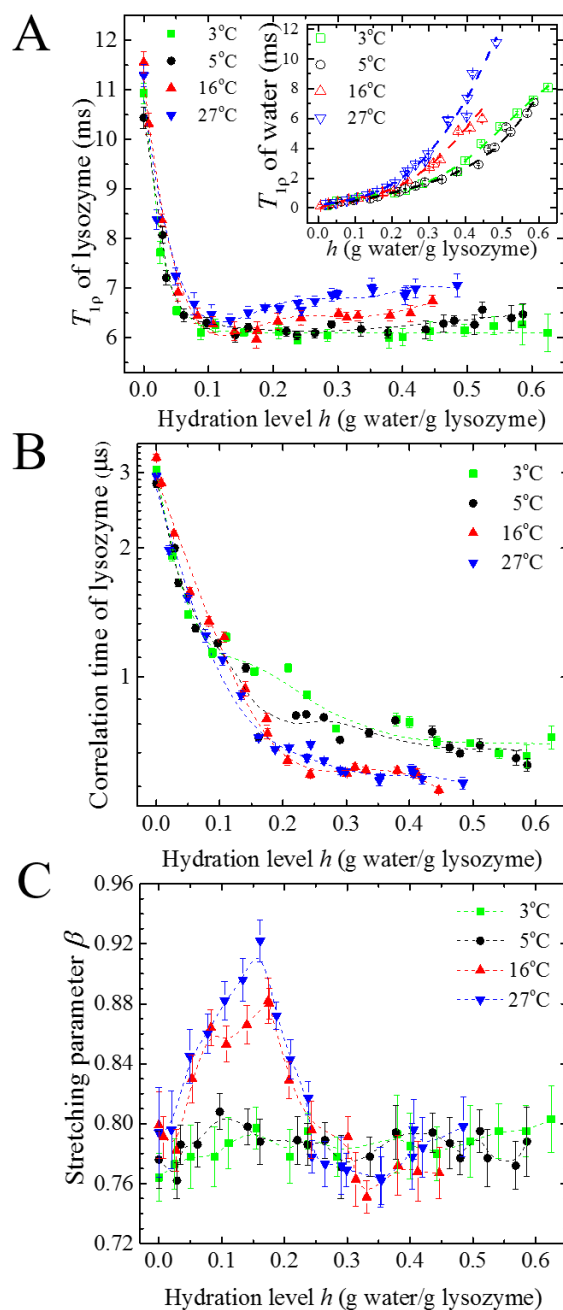 A
12
11
10
9
8
7
6
T1ρ of lysozyme (ms)
3°C
5°C
16°C
27°C
12
10
8
6
4
2
0
T1ρ of water (ms)
3°C
5°C
16°C
27°C
0.0 0.1 0.2 0.3 0.4 0.5 0.6
h (g water/g lysozyme)
0.0 0.1 0.2 0.3 0.4 0.5 0.6
Hydration level h (g water/g lysozyme)
B
3
2
1
Correlation time of lysozyme (μs)
3°C
5°C
16°C
27°C
0.0 0.1 0.2 0.3 0.4 0.5 0.6
Hydration level h (g water/g lysozyme)
C
0.96
0.92
0.88
0.84
0.80
0.76
0.72
Stretching parameter β
3°C
5°C
16°C
27°C
0.0 0.1 0.2 0.3 0.4 0.5 0.6
Hydration level h (g water/g lysozyme)